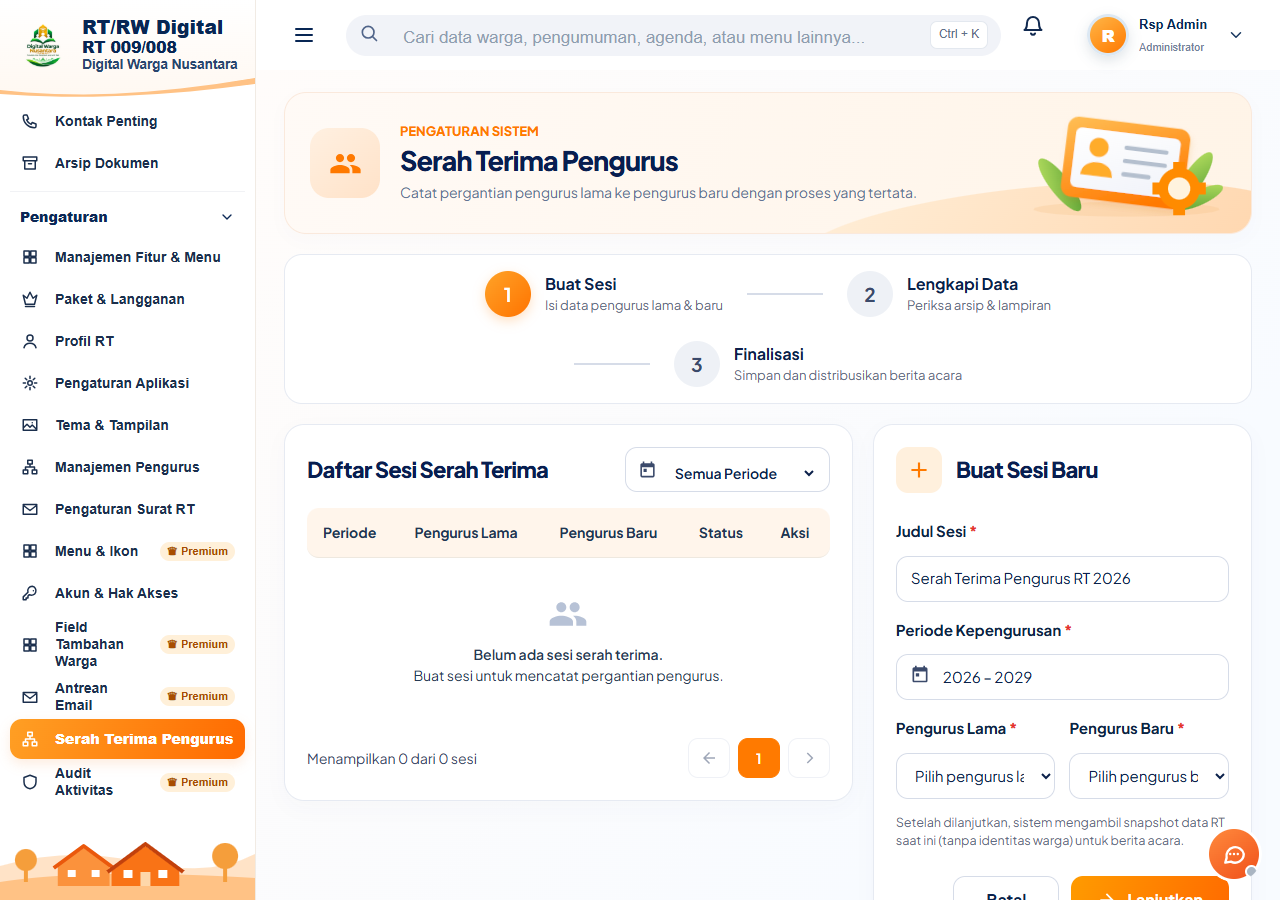 RT/RW Digital
RT 009/008
Digital Warga Nusantara
Kontak Penting
Arsip Dokumen
Pengaturan
Manajemen Fitur & Menu
Paket & Langganan
Profil RT
Pengaturan Aplikasi
Tema & Tampilan
Manajemen Pengurus
Pengaturan Surat RT
Menu & Ikon Premium
Akun & Hak Akses
Field Tambahan Warga Premium
Antrean Email Premium
Serah Terima Pengurus
Audit Aktivitas Premium
Cari data warga, pengumuman, agenda, atau menu lainnya...
Ctrl + K
R
Rsp Admin
Administrator
PENGATURAN SISTEM
Serah Terima Pengurus
Catat pergantian pengurus lama ke pengurus baru dengan proses yang tertata.
1
Buat Sesi
Isi data pengurus lama & baru
2
Lengkapi Data
Periksa arsip & lampiran
3
Finalisasi
Simpan dan distribusikan berita acara
Daftar Sesi Serah Terima
Semua Periode
Periode Pengurus Lama Pengurus Baru Status Aksi
Belum ada sesi serah terima.
Buat sesi untuk mencatat pergantian pengurus.
Menampilkan 0 dari 0 sesi
1
Buat Sesi Baru
Judul Sesi *
Serah Terima Pengurus RT 2026
Periode Kepengurusan *
2026 – 2029
Pengurus Lama * Pengurus Baru *
Pilih pengurus la Pilih pengurus b
Setelah dilanjutkan, sistem mengambil snapshot data RT
saat ini (tanpa identitas warga) untuk berita acara.
Batal
Lanjutkan